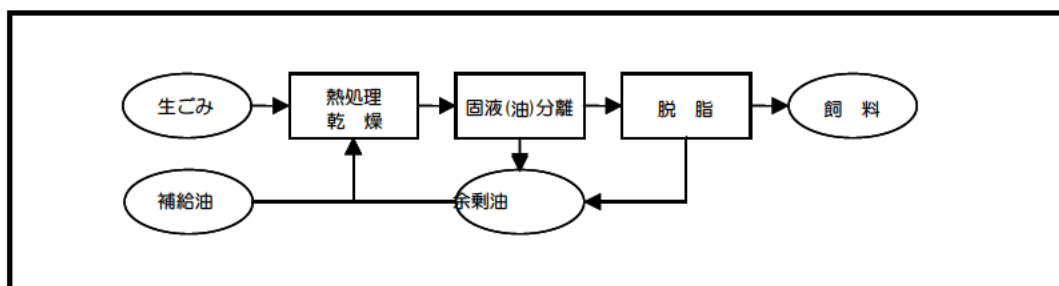 生ごみ
熱処理
乾　燥
固液(油)分離
脱　脂
飼　料
補給油
余剰油